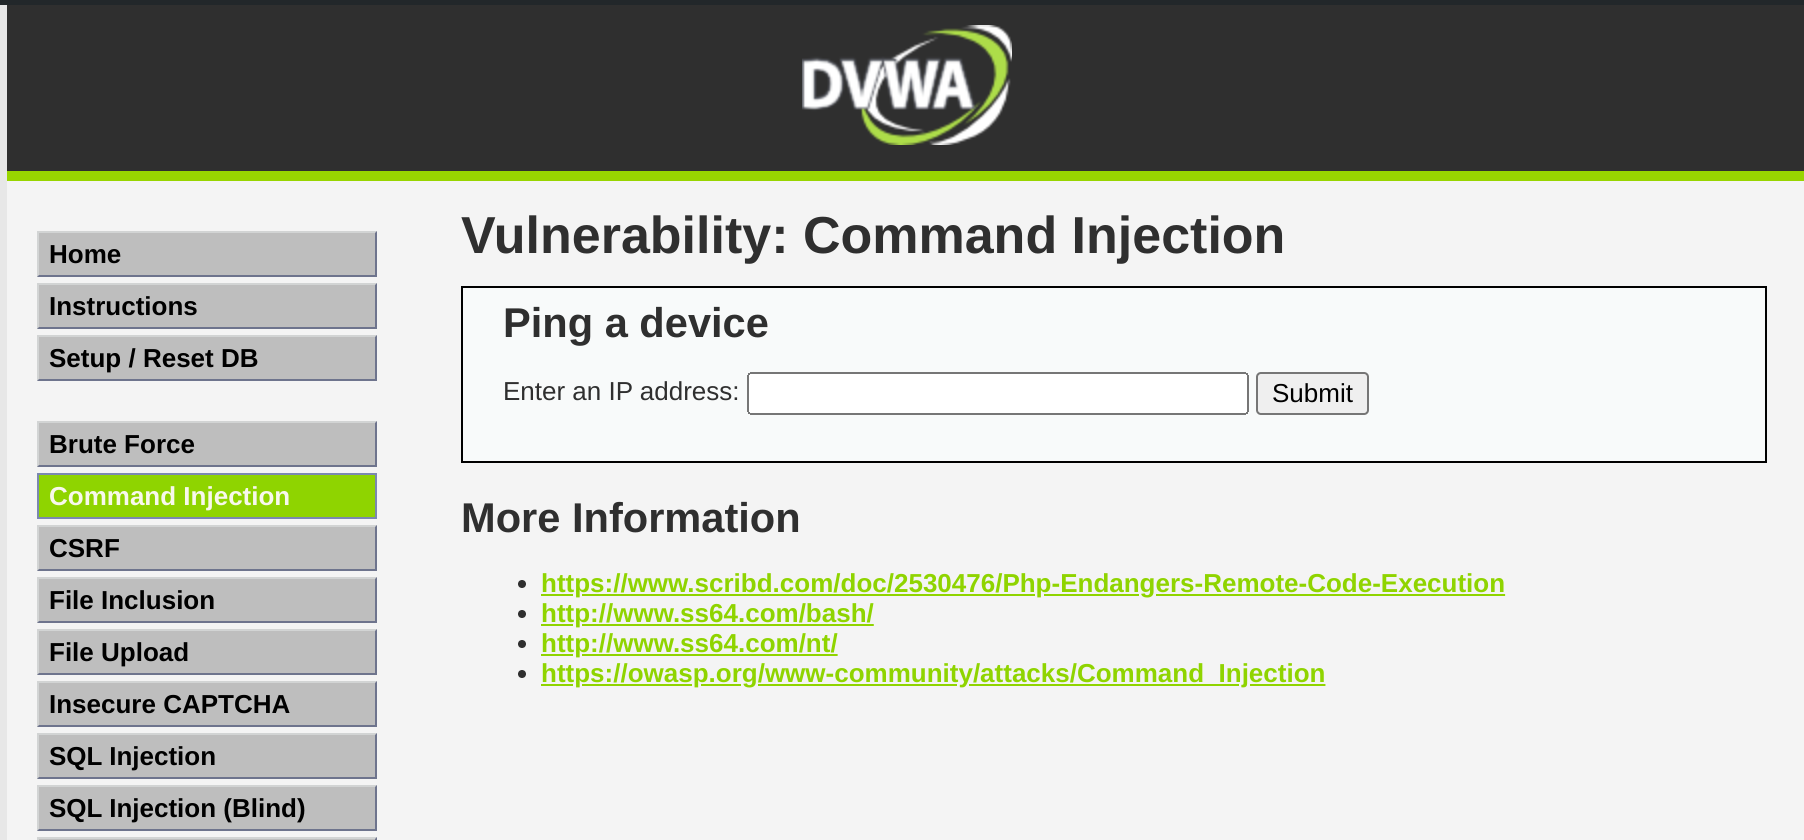 DVWA
Home
Instructions
Setup / Reset DB
Brute Force
Command Injection
CSRF
File Inclusion
File Upload
Insecure CAPTCHA
SQL Injection
SQL Injection (Blind)
Vulnerability: Command Injection
Ping a device
Enter an IP address: Submit
More Information
https://www.scribd.com/doc/2530476/Php-Endangers-Remote-Code-Execution
http://www.ss64.com/bash/
http://www.ss64.com/nt/
https://owasp.org/www-community/attacks/Command_Injection